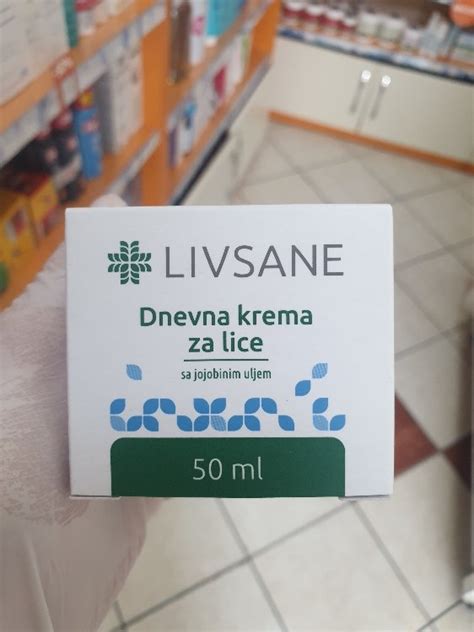 LIVSANE
Dnevna krema
za lice
sa jojobinim uljem
50 ml